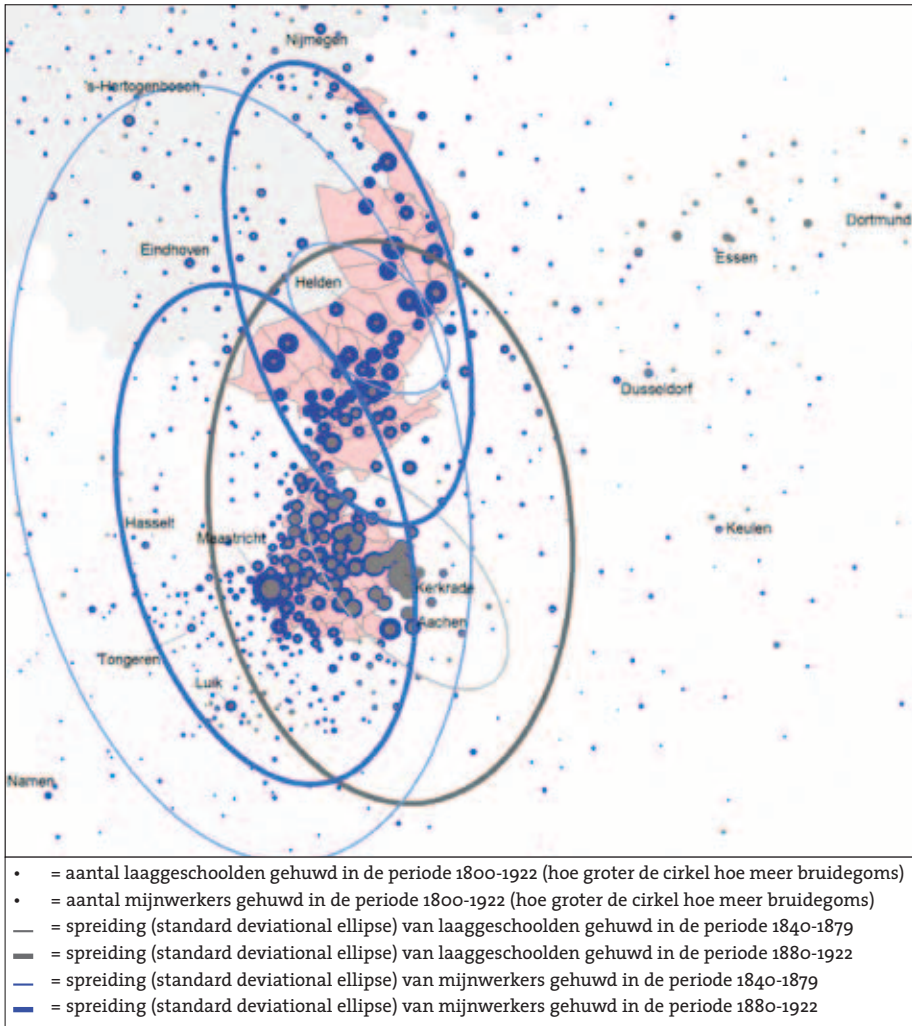 Nijmegen
's-Hertogenbosch
Dortmund
Eindhoven
Essen
Helden
Dusseldorf
Hasselt
Maastricht
Keulen
Kerkrade
Aachen
Tongeren
Luik
Namen
• = aantal laaggeschoolden gehuwd in de periode 1800-1922 (hoe groter de cirkel hoe meer bruidegoms)
• = aantal mijnwerkers gehuwd in de periode 1800-1922 (hoe groter de cirkel hoe meer bruidegoms)
= spreiding (standard deviational ellipse) van laaggeschoolden gehuwd in de periode 1840-1879
= spreiding (standard deviational ellipse) van laaggeschoolden gehuwd in de periode 1880-1922
= spreiding (standard deviational ellipse) van mijnwerkers gehuwd in de periode 1840-1879
= spreiding (standard deviational ellipse) van mijnwerkers gehuwd in de periode 1880-1922